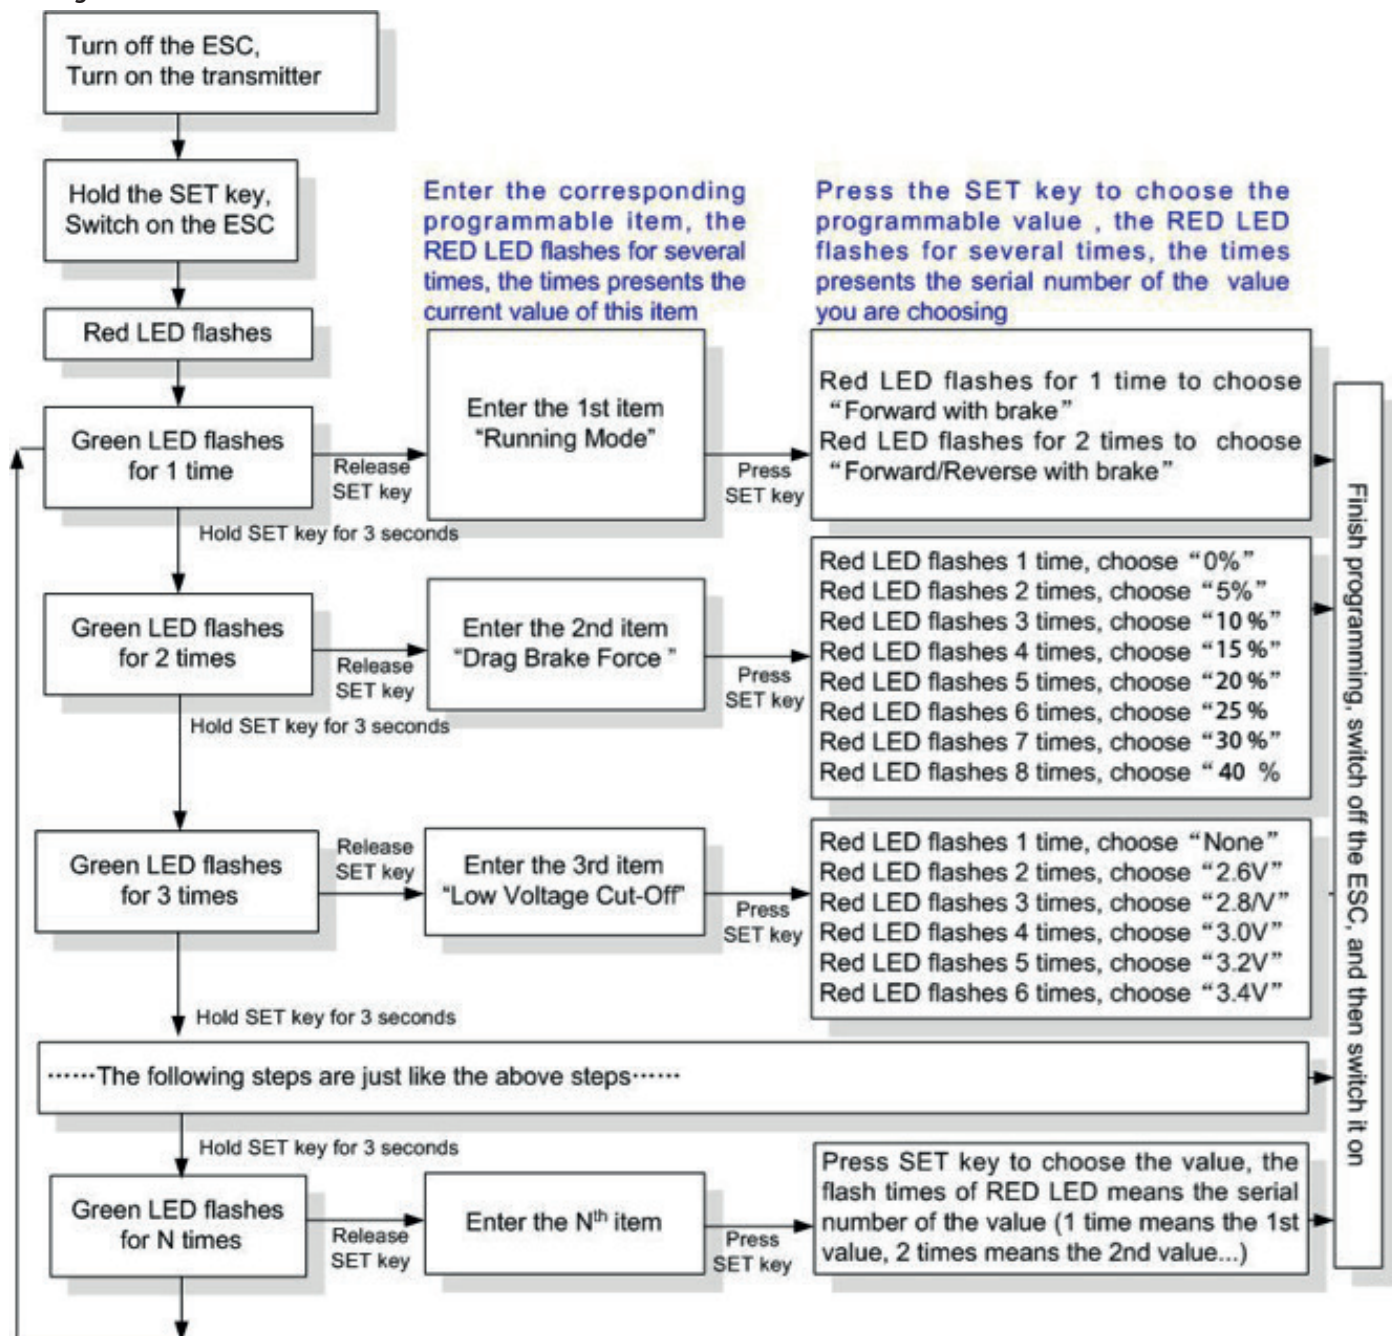 Turn off the ESC,
Turn on the transmitter
Hold the SET key,
Switch on the ESC
Red LED flashes
Enter the corresponding
programmable item, the
RED LED flashes for several
times, the times presents the
current value of this item
Press the SET key to choose the
programmable value , the RED LED
flashes for several times, the times
presents the serial number of the value
you are choosing
Green LED flashes
for 1 time
Release
SET key
Enter the 1st item
“Running Mode”
Press
SET key
Red LED flashes for 1 time to choose
“Forward with brake”
Red LED flashes for 2 times to choose
“Forward/Reverse with brake”
Hold SET key for 3 seconds
Green LED flashes
for 2 times
Release
SET key
Enter the 2nd item
“Drag Brake Force ”
Press
SET key
Red LED flashes 1 time, choose “0%”
Red LED flashes 2 times, choose “5%”
Red LED flashes 3 times, choose “10 %”
Red LED flashes 4 times, choose “15 %”
Red LED flashes 5 times, choose “20 %”
Red LED flashes 6 times, choose “25 %
Red LED flashes 7 times, choose “30 %”
Red LED flashes 8 times, choose “40 %
Hold SET key for 3 seconds
Green LED flashes
for 3 times
Release
SET key
Enter the 3rd item
“Low Voltage Cut-Off”
Press
SET key
Red LED flashes 1 time, choose “None”
Red LED flashes 2 times, choose “2.6V”
Red LED flashes 3 times, choose “2.8/V”
Red LED flashes 4 times, choose “3.0V”
Red LED flashes 5 times, choose “3.2V”
Red LED flashes 6 times, choose “3.4V”
Hold SET key for 3 seconds
······The following steps are just like the above steps······
Hold SET key for 3 seconds
Green LED flashes
for N times
Release
SET key
Enter the Nth item
Press
SET key
Press SET key to choose the value, the
flash times of RED LED means the serial
number of the value (1 time means the 1st
value, 2 times means the 2nd value...)
Finish programming, switch off the ESC, and then switch it on